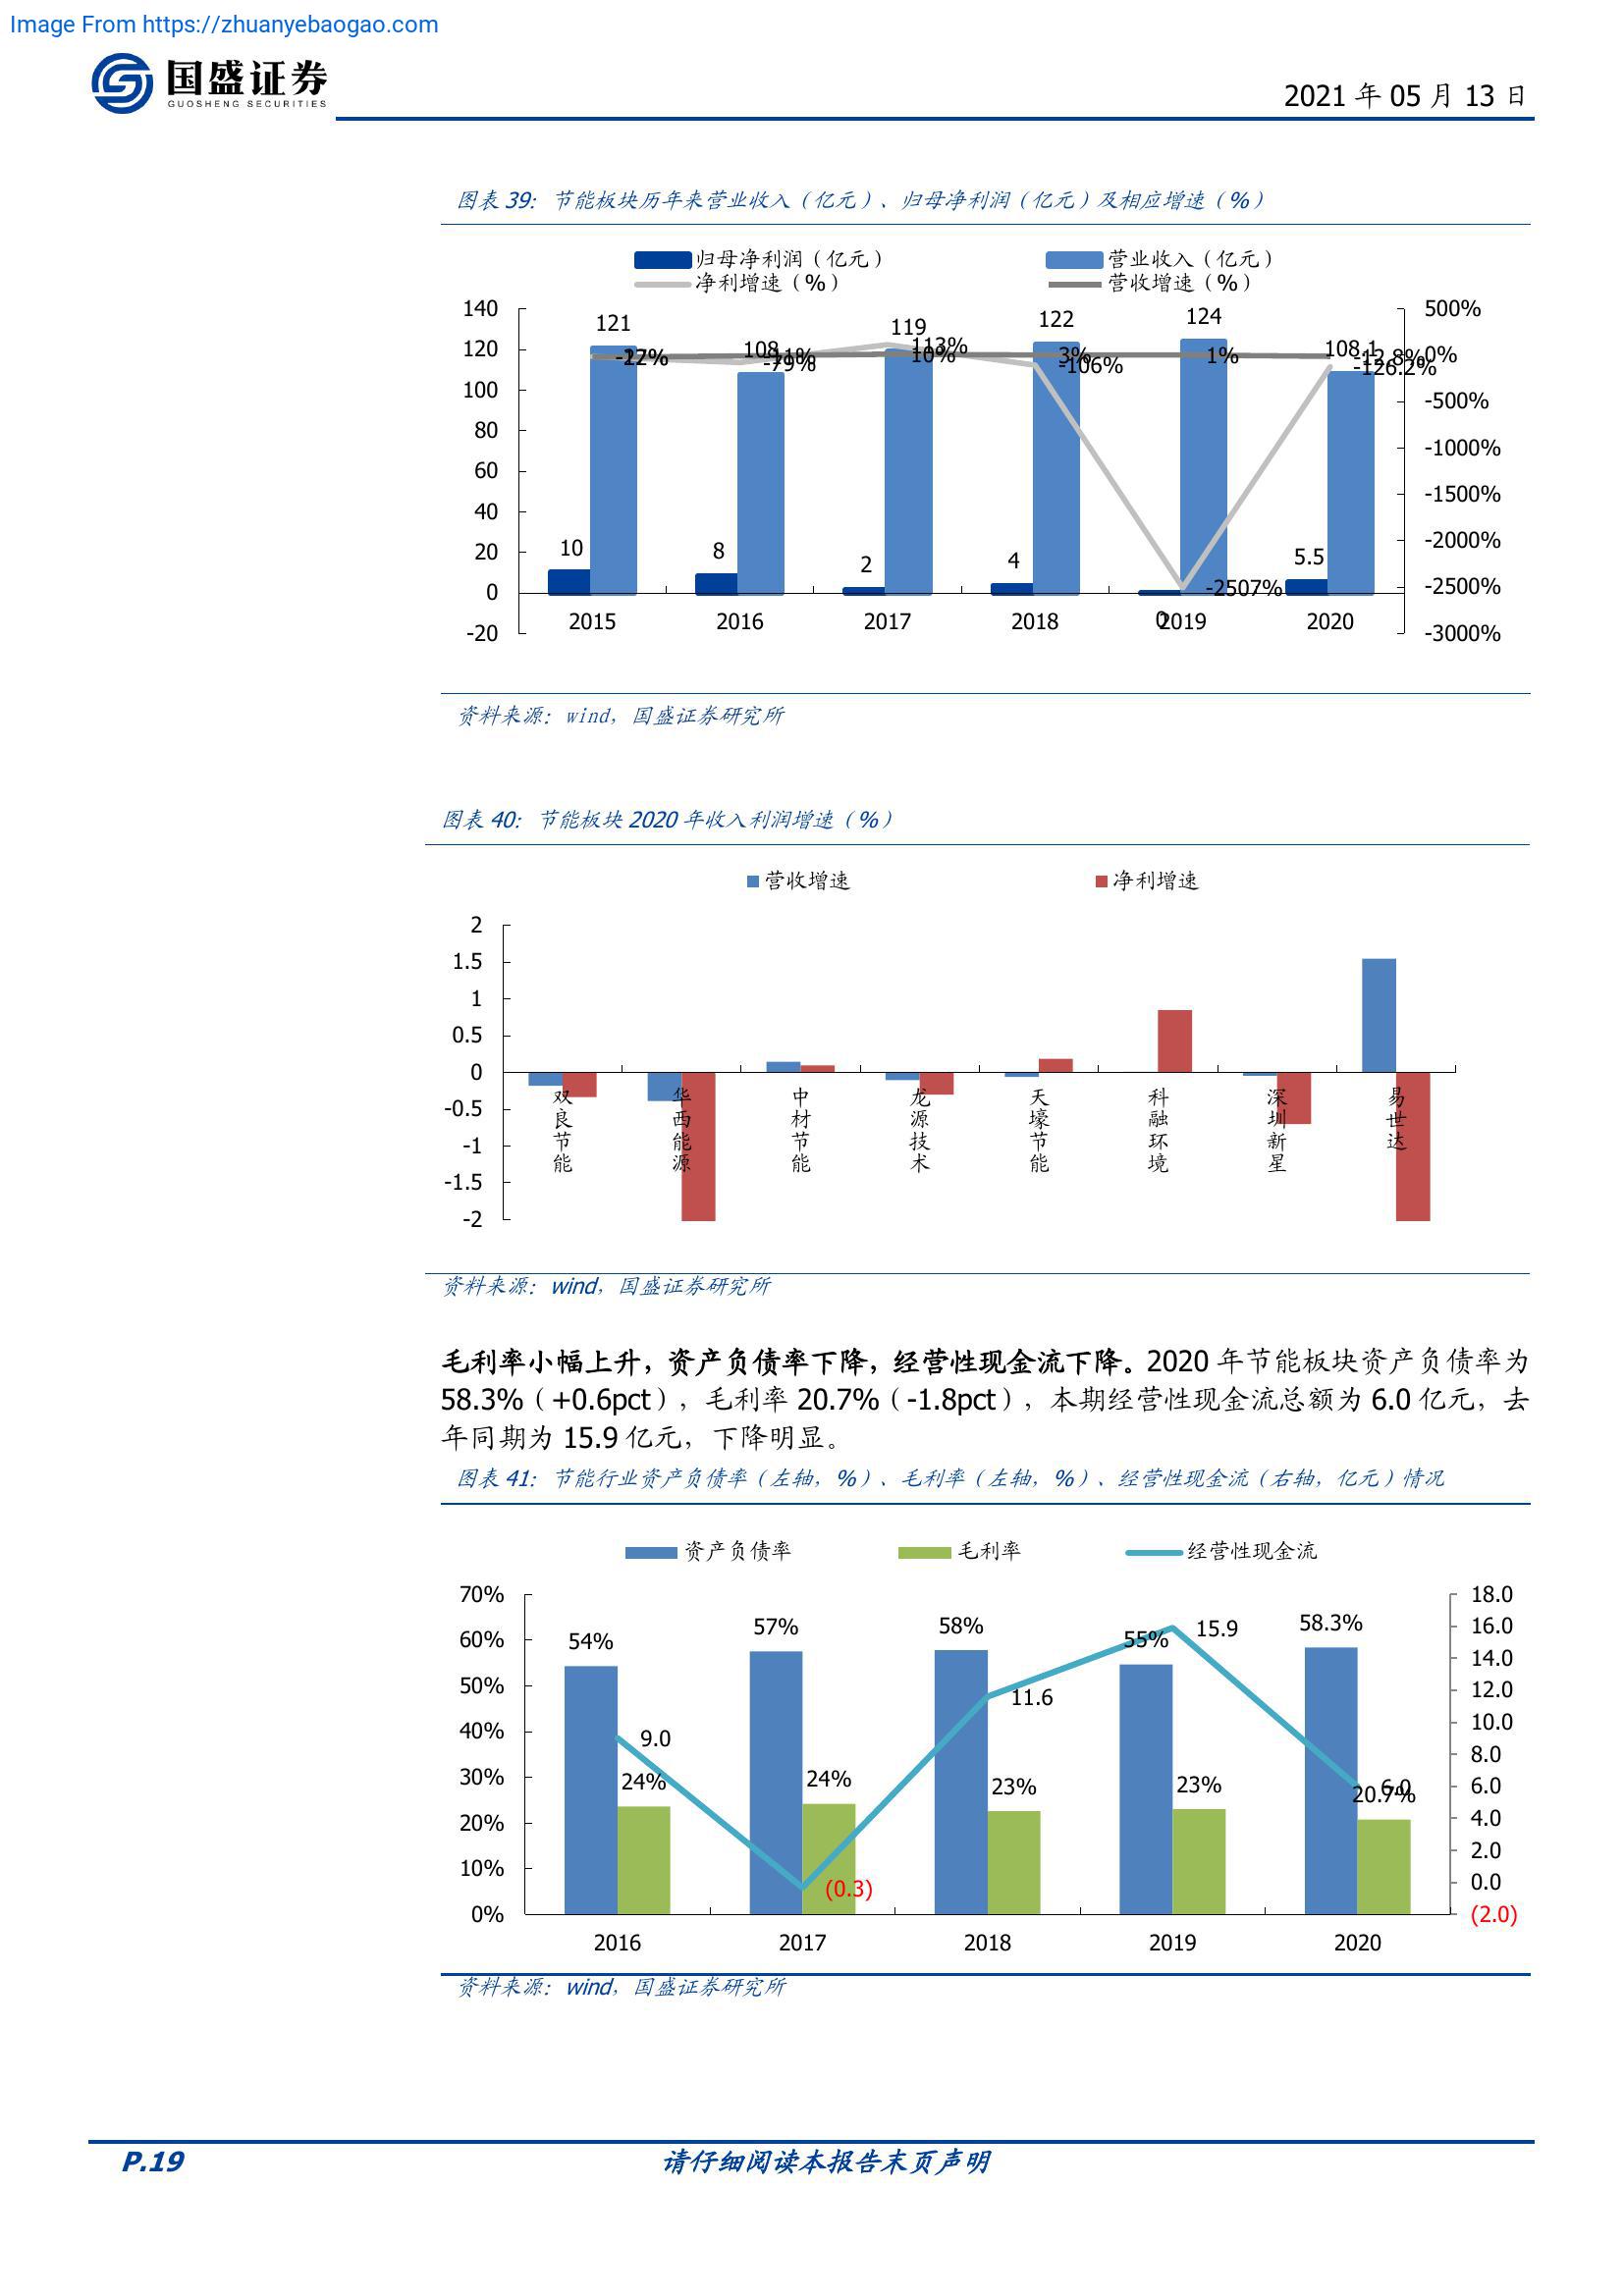 Image From https://zhuanyebaogao.com
国盛证券
GUOSHENG SECURITIES
2021 年 05 月 13 日
图表 39：节能板块历年来营业收入（亿元）、归母净利润（亿元）及相应增速（%）
归母净利润（亿元） 营业收入（亿元）
净利增速（%） 营收增速（%）
140 120 100 80 60 40 20 0 -20
500% 0% -500% -1000% -1500% -2000% -2500% -3000%
121 108 119 122 124 108.1
-12% -11% 10% 3% 1% -12.8%
-79% 113% -106% -2507% -126.2%
10 8 2 4 0 5.5
2015 2016 2017 2018 2019 2020
资料来源：wind，国盛证券研究所
图表 40：节能板块 2020 年收入利润增速（%）
营收增速 净利增速
2
1.5
1
0.5
0
-0.5
-1
-1.5
-2
双良节能 华西能源 中材节能 龙源技术 天壕节能 科融环境 深圳新星 易世达
资料来源：wind，国盛证券研究所
毛利率小幅上升，资产负债率下降，经营性现金流下降。2020 年节能板块资产负债率为
58.3%（+0.6pct），毛利率 20.7%（-1.8pct），本期经营性现金流总额为 6.0 亿元，去
年同期为 15.9 亿元，下降明显。
图表 41：节能行业资产负债率（左轴，%）、毛利率（左轴，%）、经营性现金流（右轴，亿元）情况
资产负债率 毛利率 经营性现金流
70% 60% 50% 40% 30% 20% 10% 0%
18.0 16.0 14.0 12.0 10.0 8.0 6.0 4.0 2.0 0.0 (2.0)
54% 57% 58% 55% 58.3%
9.0 (0.3) 11.6 15.9 6.0
24% 24% 23% 23% 20.7%
2016 2017 2018 2019 2020
资料来源：wind，国盛证券研究所
P.19
请仔细阅读本报告末页声明